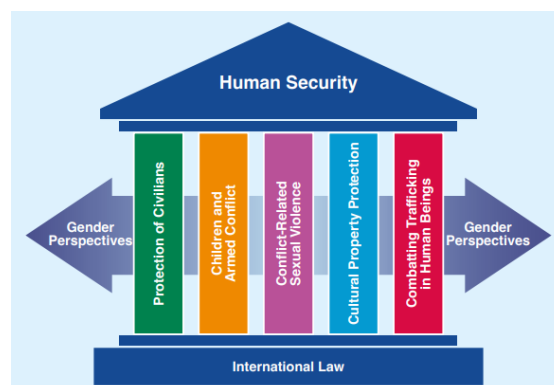 Human Security
Gender
Perspectives
Protection of Civilians
Children and
Armed Conflict
Conflict-Related
Sexual Violence
Cultural Property Protection
Combatting Trafficking
in Human Beings
Gender
Perspectives
International Law